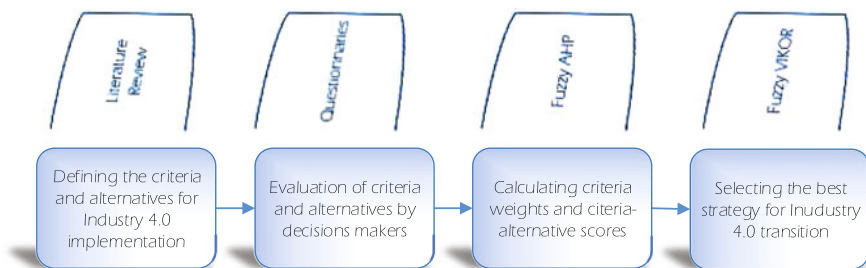 Literature
Review
Questionnaries
Fuzzy AHP
Fuzzy VIKOR
Defining the criteria
and alternatives for
Industry 4.0
implementation
Evaluation of criteria
and alternatives by
decisions makers
Calculating criteria
weights and citeria-
alternative scores
Selecting the best
strategy for Inudustry
4.0 transition